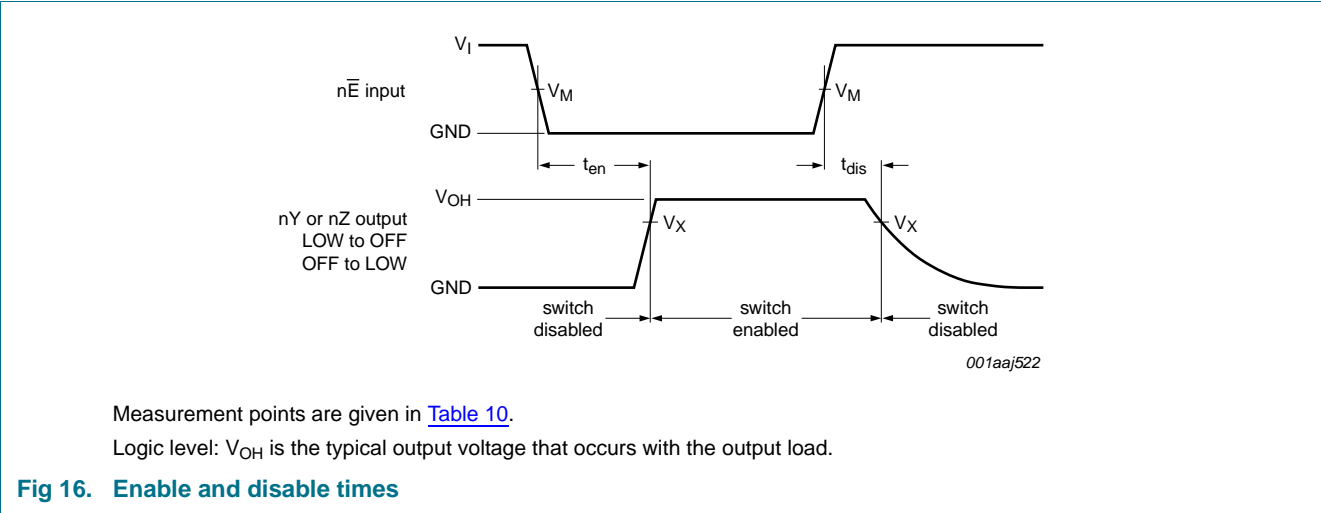 V_I
nE̅ input
V_M
V_M
GND
t_en
t_dis
V_OH
nY or nZ output
LOW to OFF
OFF to LOW
V_X
V_X
GND
switch disabled
switch enabled
switch disabled
001aaj522
Measurement points are given in Table 10.
Logic level: V_OH is the typical output voltage that occurs with the output load.
Fig 16. Enable and disable times